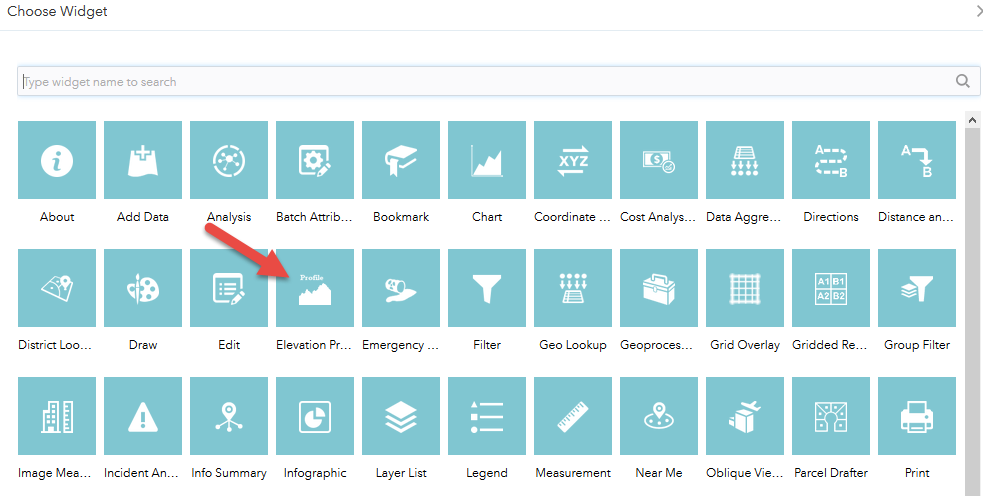 Choose Widget
Type widget name to search
XYZ
A
B
A
B
About
Add Data
Analysis
Batch Attrib...
Bookmark
Chart
Coordinate ...
Cost Analys...
Data Aggre...
Directions
Distance an...
Profile
A1 B1
A2 B2
District Loo...
Draw
Edit
Elevation Pr...
Emergency ...
Filter
Geo Lookup
Geoproces...
Grid Overlay
Gridded Re...
Group Filter
Image Mea...
Incident An...
Info Summary
Infographic
Layer List
Legend
Measurement
Near Me
Oblique Vie...
Parcel Drafter
Print